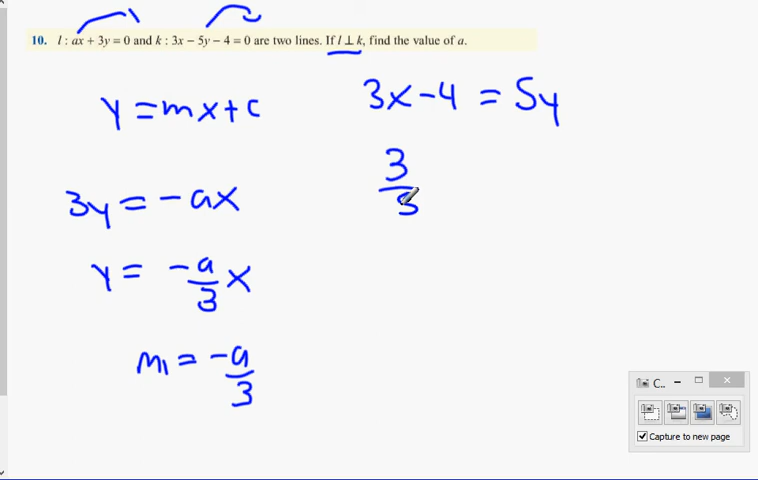 10. l : ax + 3y = 0 and k : 3x − 5y − 4 = 0 are two lines. If l ⊥ k, find the value of a.
y = mx + c
3x − 4 = 5y
3/5
3y = −ax
y = −a/3 x
m₁ = −a/3
C..
Capture to new page